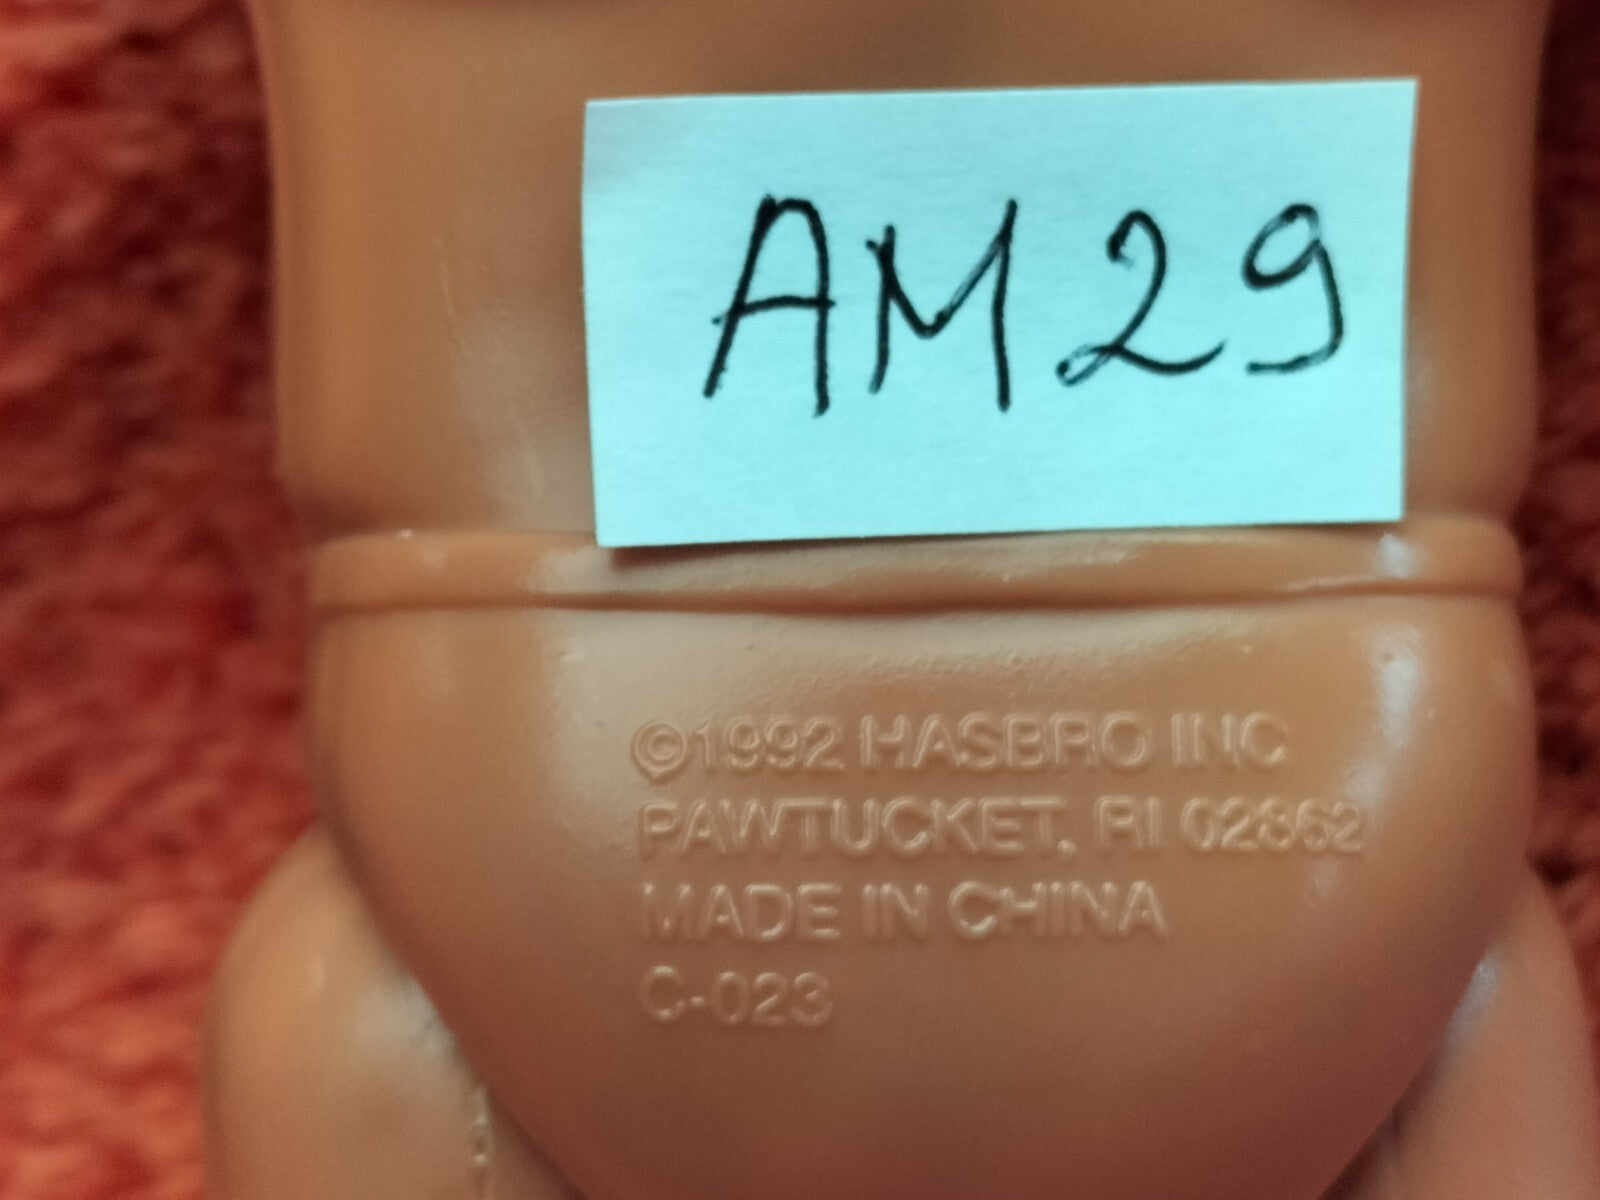 AM29
©1992 HASBRO INC
PAWTUCKET, RI 02862
MADE IN CHINA
C-023